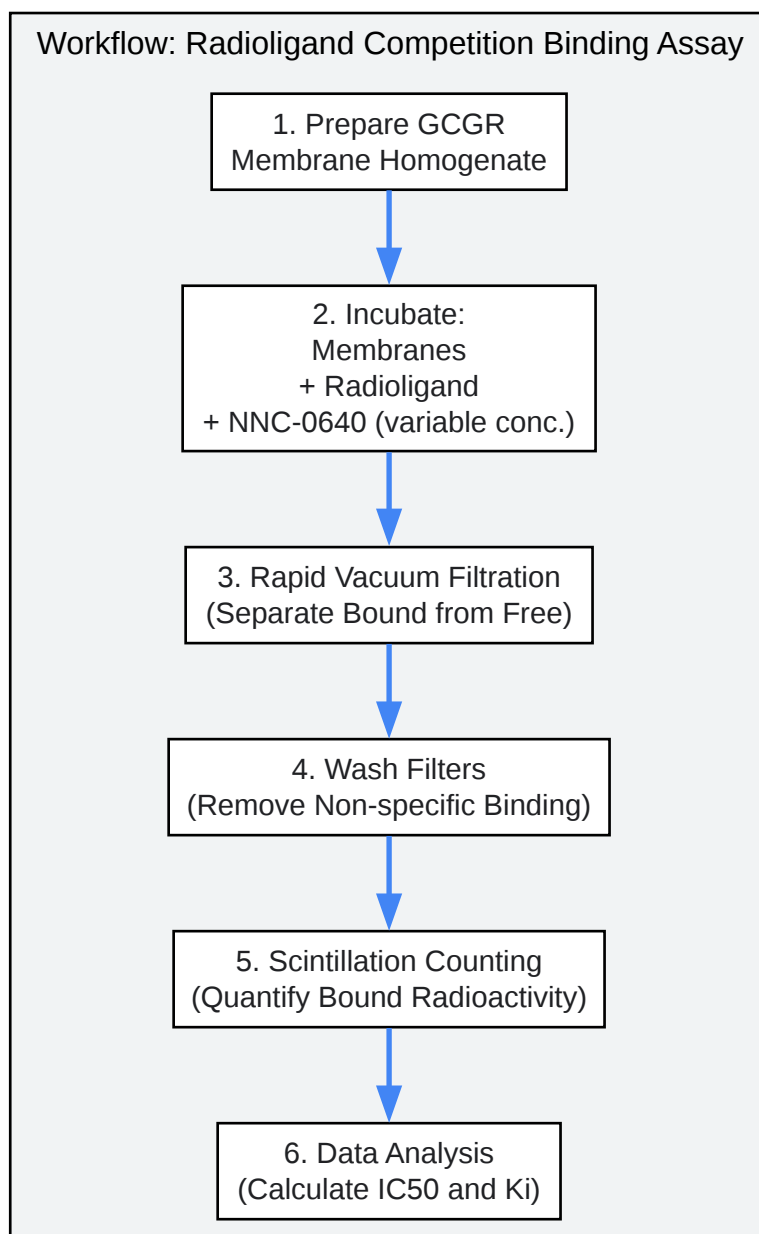 Workflow: Radioligand Competition Binding Assay
1. Prepare GCGR
Membrane Homogenate
2. Incubate:
Membranes
+ Radioligand
+ NNC-0640 (variable conc.)
3. Rapid Vacuum Filtration
(Separate Bound from Free)
4. Wash Filters
(Remove Non-specific Binding)
5. Scintillation Counting
(Quantify Bound Radioactivity)
6. Data Analysis
(Calculate IC50 and Ki)